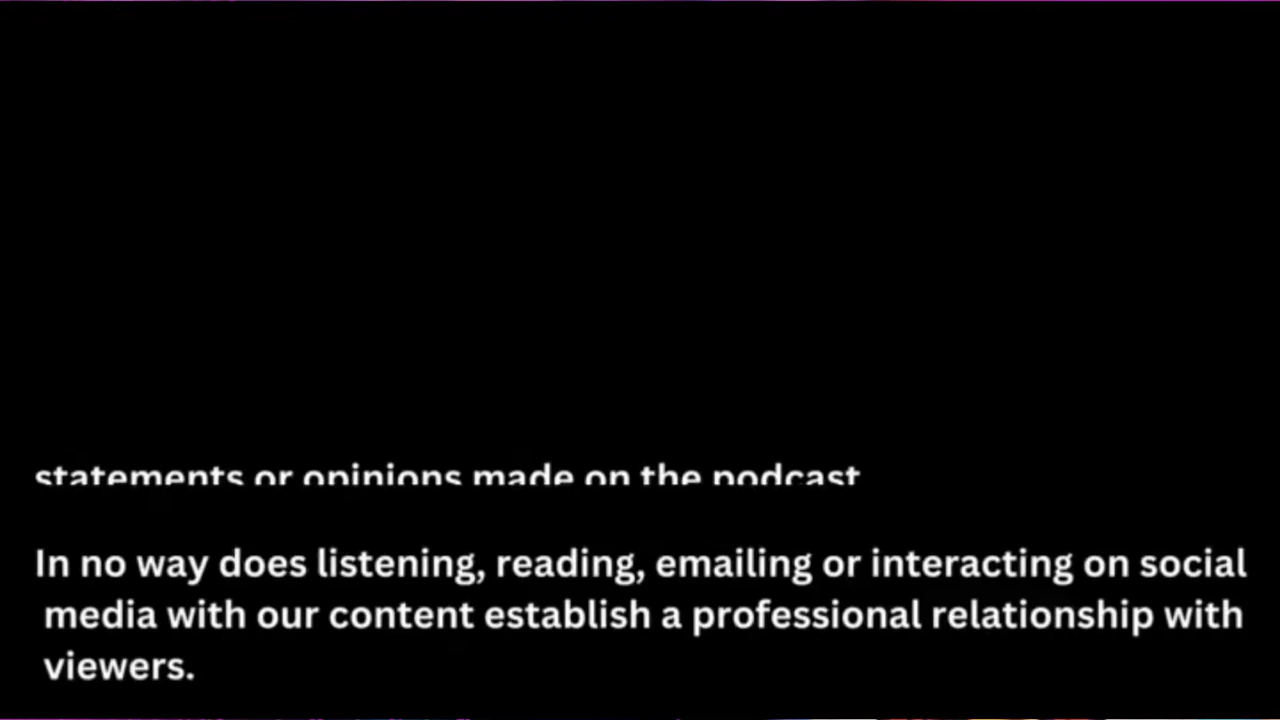 statements or opinions made on the podcast
In no way does listening, reading, emailing or interacting on social
media with our content establish a professional relationship with
viewers.